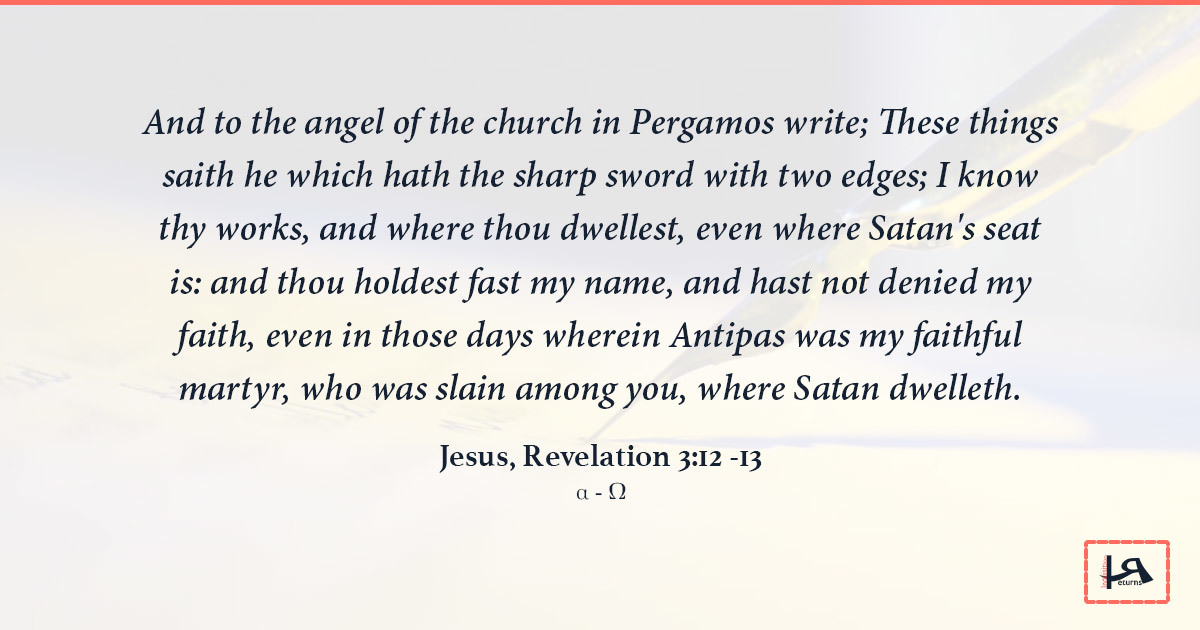 And to the angel of the church in Pergamos write; These things
saith he which hath the sharp sword with two edges; I know
thy works, and where thou dwellest, even where Satan's seat
is: and thou holdest fast my name, and hast not denied my
faith, even in those days wherein Antipas was my faithful
martyr, who was slain among you, where Satan dwelleth.
Jesus, Revelation 3:12 -13
α - Ω
eturns